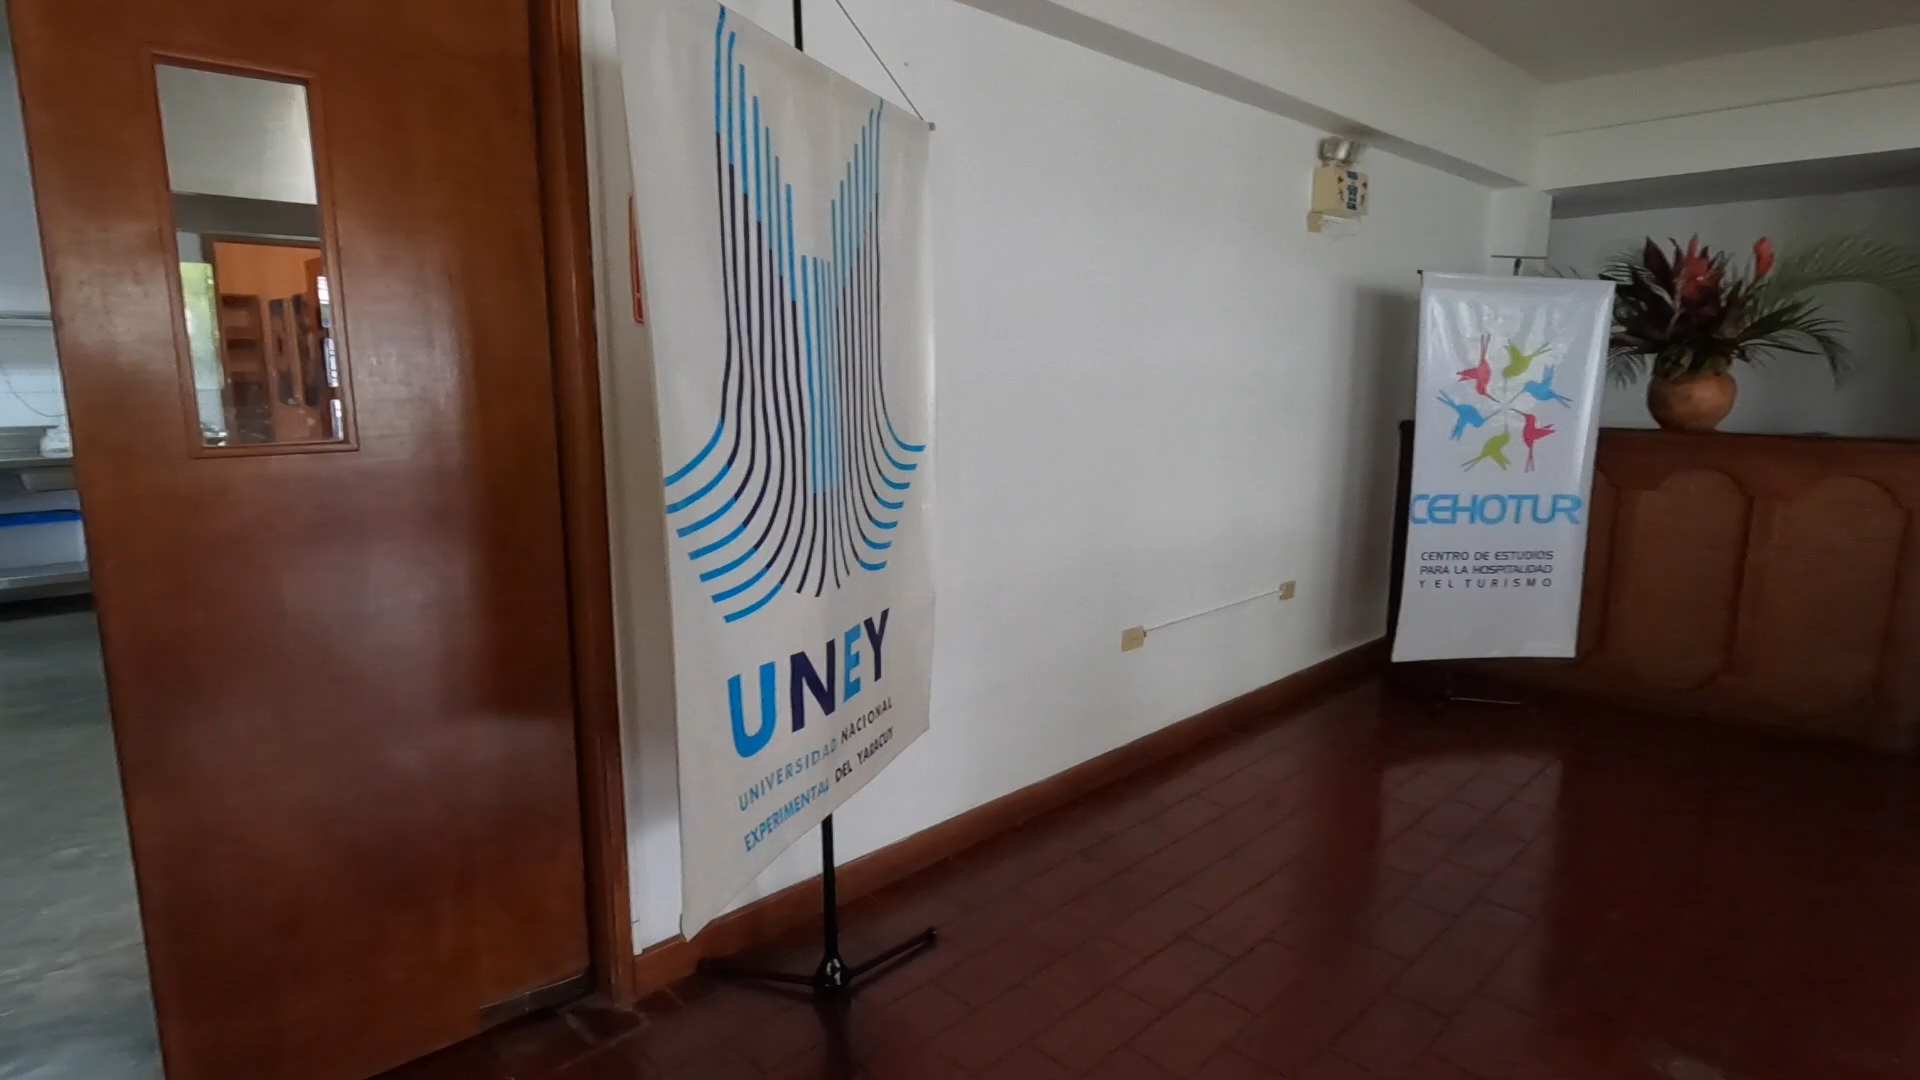 UNEY
UNIVERSIDAD NACIONAL
EXPERIMENTAL DEL YARACUY
CEHOTUR
CENTRO DE ESTUDIOS
PARA LA HOSPITALIDAD
Y EL TURISMO